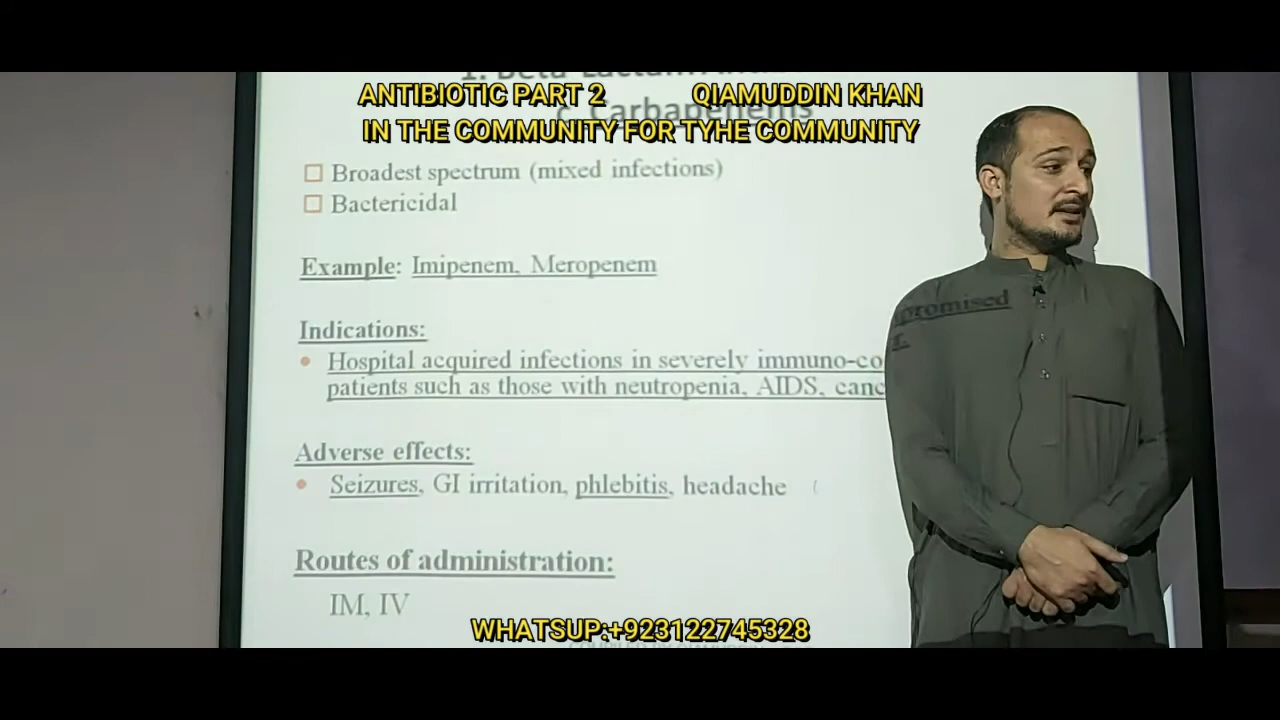 ANTIBIOTIC PART 2 QIAMUDDIN KHAN
c. Carbapenems
IN THE COMMUNITY FOR TYHE COMMUNITY
Broadest spectrum (mixed infections)
Bactericidal
Example: Imipenem, Meropenem
Indications:
Hospital acquired infections in severely immuno-compromised
patients such as those with neutropenia, AIDS, canc
Adverse effects:
Seizures, GI irritation, phlebitis, headache
Routes of administration:
IM, IV
WHATSUP:+923122745328